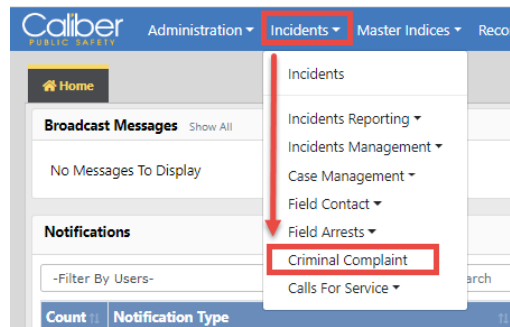 Caliber
PUBLIC SAFETY
Administration Incidents Master Indices
Home
Incidents
Broadcast Messages Show All
Incidents Reporting
No Messages To Display
Incidents Management
Case Management
Field Contact
Notifications
Field Arrests
Criminal Complaint
-Filter By Users-
Calls For Service
Count Notification Type